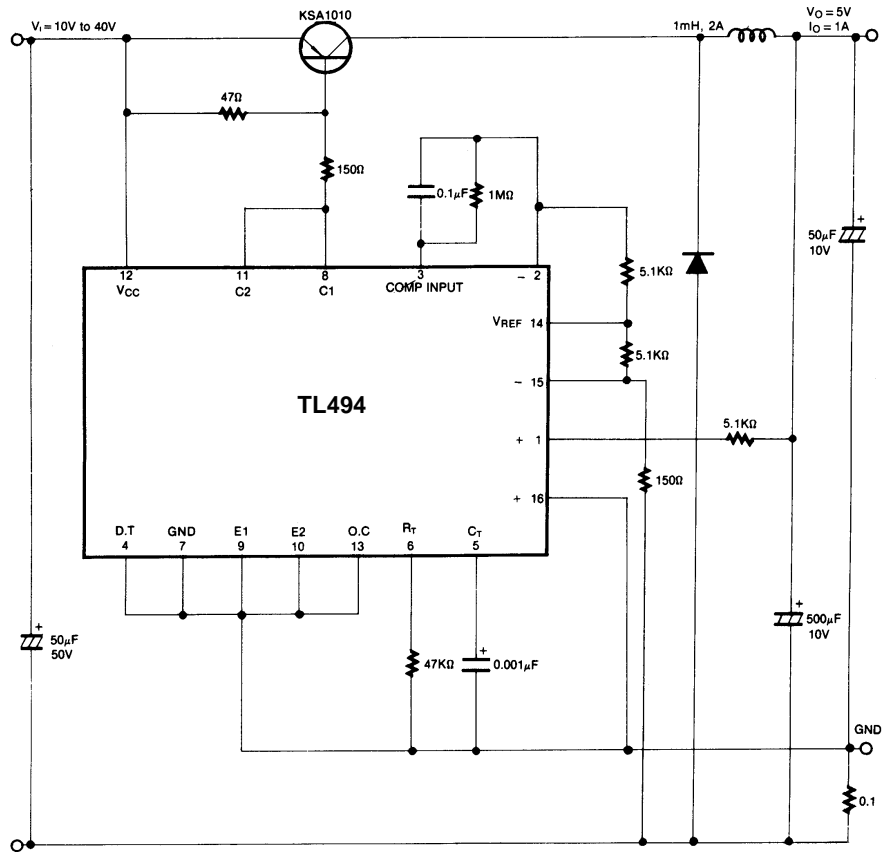 KSA1010
Vı = 10V to 40V
VO = 5V
IO = 1A
1mH, 2A
47Ω
150Ω
0.1µF
1MΩ
50µF
10V
5.1KΩ
12
11
8
3
2
VCC
C2
C1
COMP INPUT
−
VREF 14
5.1KΩ
− 15
TL494
5.1KΩ
+ 1
150Ω
+ 16
D.T
GND
E1
E2
O.C
RT
CT
4
7
9
10
13
6
5
+
500µF
10V
+
50µF
50V
47KΩ
+
0.001µF
+
GND
0.1